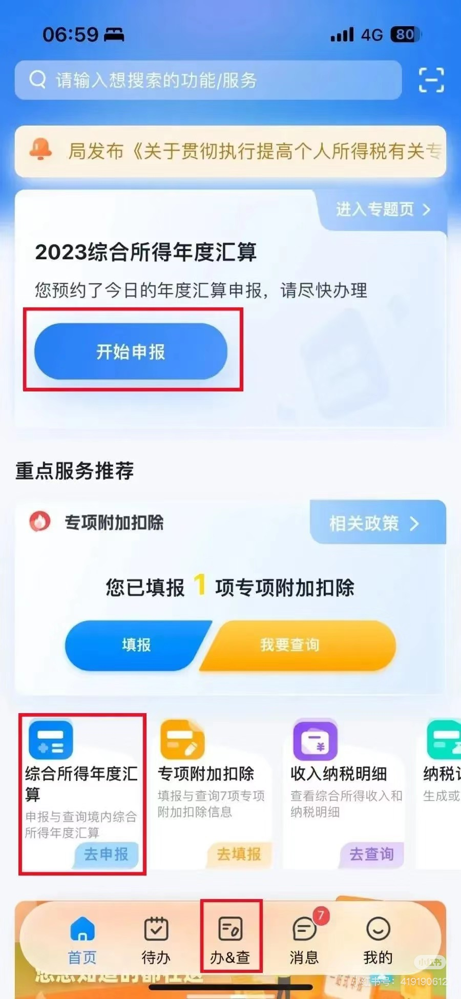 06:59
4G
80
请输入想搜索的功能/服务
局发布《关于贯彻执行提高个人所得税有关专
进入专题页
2023综合所得年度汇算
您预约了今日的年度汇算申报，请尽快办理
开始申报
重点服务推荐
专项附加扣除
相关政策
您已填报 1 项专项附加扣除
填报
我要查询
综合所得年度汇
算
申报与查询境内综合
所得年度汇算
去申报
专项附加扣除
填报与查询7项专项
附加扣除信息
去填报
收入纳税明细
查看综合所得收入和
纳税明细
去查询
纳税
生成或
首页
待办
办&查
7
消息
我的
小红书
小红书号：419190612